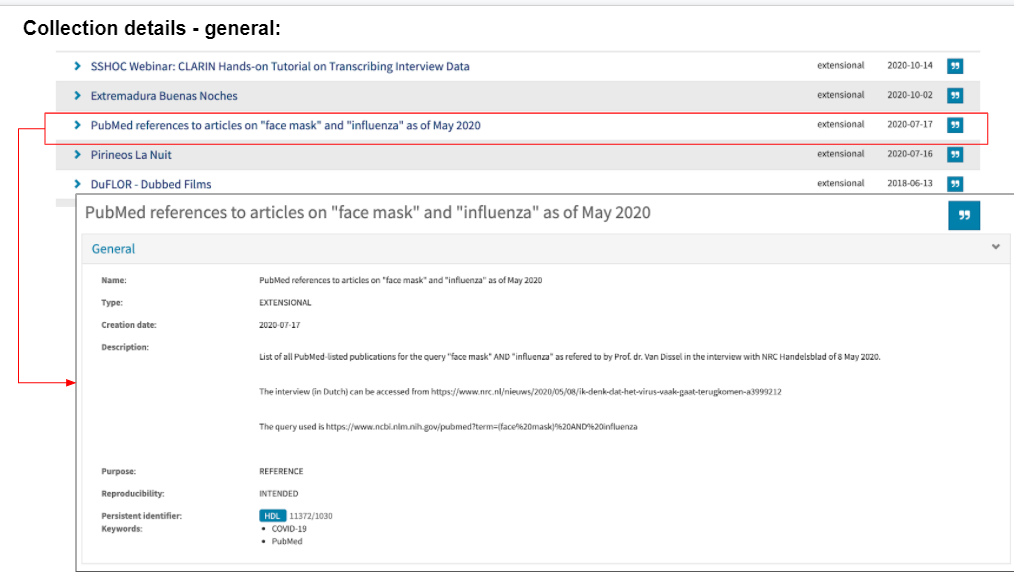 Collection details - general:
SSHOC Webinar: CLARIN Hands-on Tutorial on Transcribing Interview Data extensional 2020-10-14
Extremadura Buenas Noches extensional 2020-10-02
PubMed references to articles on "face mask" and "influenza" as of May 2020 extensional 2020-07-17
Pirineos La Nuit extensional 2020-07-16
DuFLOR - Dubbed Films extensional 2018-06-13
PubMed references to articles on "face mask" and "influenza" as of May 2020
General
Name: PubMed references to articles on "face mask" and "influenza" as of May 2020
Type: EXTENSIONAL
Creation date: 2020-07-17
Description:
List of all PubMed-listed publications for the query "face mask" AND "influenza" as refered to by Prof. dr. Van Dissel in the interview with NRC Handelsblad of 8 May 2020.
The interview (in Dutch) can be accessed from https://www.nrc.nl/nieuws/2020/05/08/ik-denk-dat-het-virus-vaak-gaat-terugkomen-a3999212
The query used is https://www.ncbi.nlm.nih.gov/pubmed?term=(face%20mask)%20AND%20influenza
Purpose: REFERENCE
Reproducibility: INTENDED
Persistent identifier: HDL 11372/1030
Keywords: • COVID-19
• PubMed